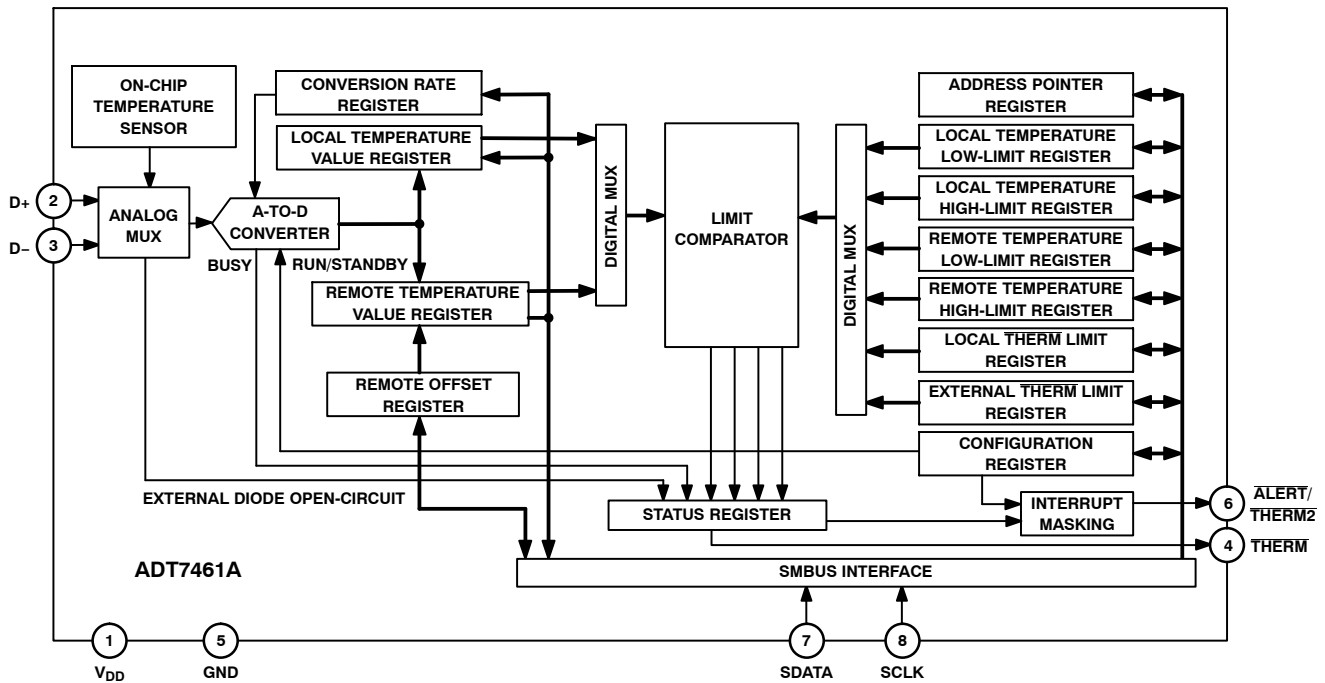 ON-CHIP
TEMPERATURE
SENSOR
CONVERSION RATE
REGISTER
LOCAL TEMPERATURE
VALUE REGISTER
D+
2
D−
3
ANALOG
MUX
A-TO-D
CONVERTER
BUSY
RUN/STANDBY
REMOTE TEMPERATURE
VALUE REGISTER
REMOTE OFFSET
REGISTER
DIGITAL MUX
LIMIT
COMPARATOR
DIGITAL MUX
ADDRESS POINTER
REGISTER
LOCAL TEMPERATURE
LOW-LIMIT REGISTER
LOCAL TEMPERATURE
HIGH-LIMIT REGISTER
REMOTE TEMPERATURE
LOW-LIMIT REGISTER
REMOTE TEMPERATURE
HIGH-LIMIT REGISTER
LOCAL THERM LIMIT
REGISTER
EXTERNAL THERM LIMIT
REGISTER
CONFIGURATION
REGISTER
EXTERNAL DIODE OPEN-CIRCUIT
STATUS REGISTER
INTERRUPT
MASKING
6
ALERT/
THERM2
4
THERM
ADT7461A
SMBUS INTERFACE
1
VDD
5
GND
7
SDATA
8
SCLK